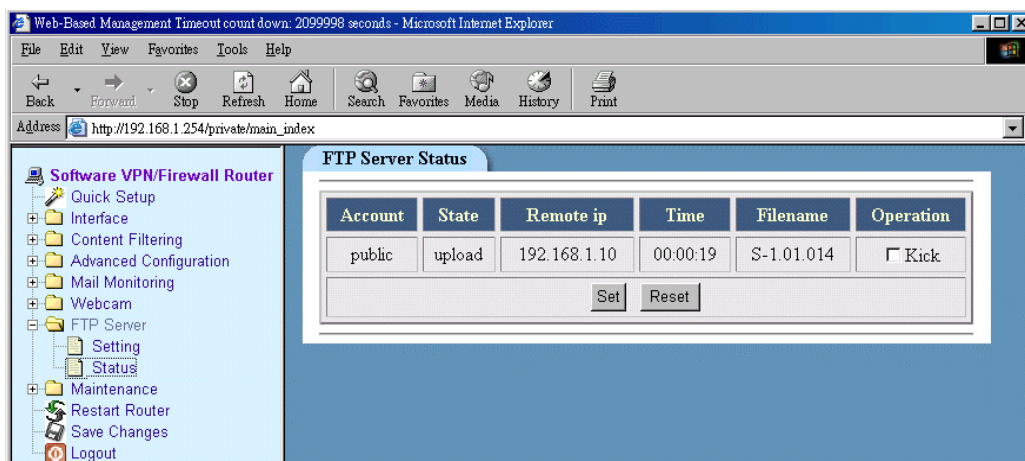 Web-Based Management Timeout count down: 2099998 seconds - Microsoft Internet Explorer
File Edit View Favorites Tools Help
Back Forward Stop Refresh Home Search Favorites Media History Print
Address http://192.168.1.254/private/main_index
Software VPN/Firewall Router
Quick Setup
Interface
Content Filtering
Advanced Configuration
Mail Monitoring
Webcam
FTP Server
Setting
Status
Maintenance
Restart Router
Save Changes
Logout
FTP Server Status
Account State Remote ip Time Filename Operation
public upload 192.168.1.10 00:00:19 S-1.01.014 Kick
Set Reset